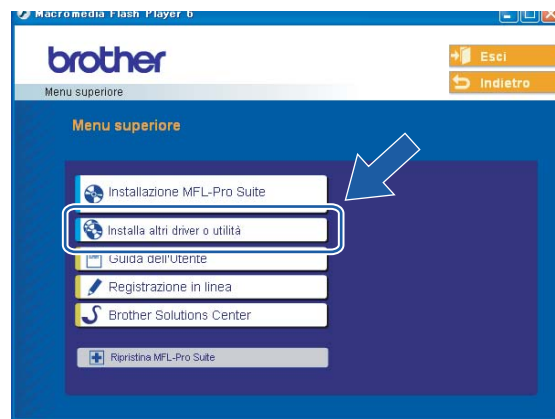 Macromedia Flash Player 6
brother
Esci
Indietro
Menu superiore
Menu superiore
Installazione MFL-Pro Suite
Installa altri driver o utilità
Guida dell'Utente
Registrazione in linea
Brother Solutions Center
Ripristina MFL-Pro Suite